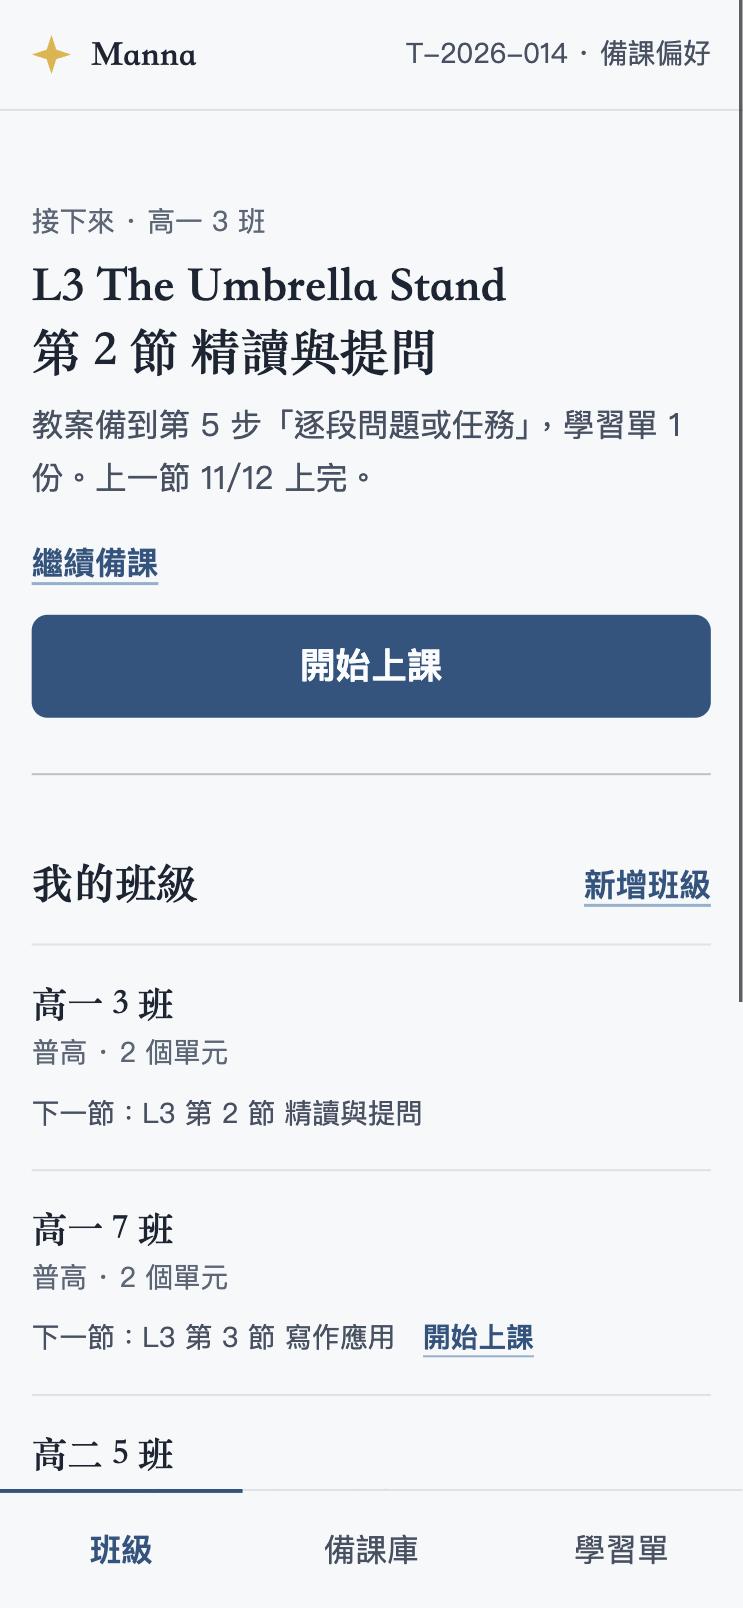 Manna
T–2026–014 · 備課偏好
接下來 · 高一 3 班
L3 The Umbrella Stand
第 2 節 精讀與提問
教案備到第 5 步「逐段問題或任務」，學習單 1
份。上一節 11/12 上完。
繼續備課
開始上課
我的班級
新增班級
高一 3 班
普高 · 2 個單元
下一節：L3 第 2 節 精讀與提問
高一 7 班
普高 · 2 個單元
下一節：L3 第 3 節 寫作應用 開始上課
高二 5 班
班級
備課庫
學習單